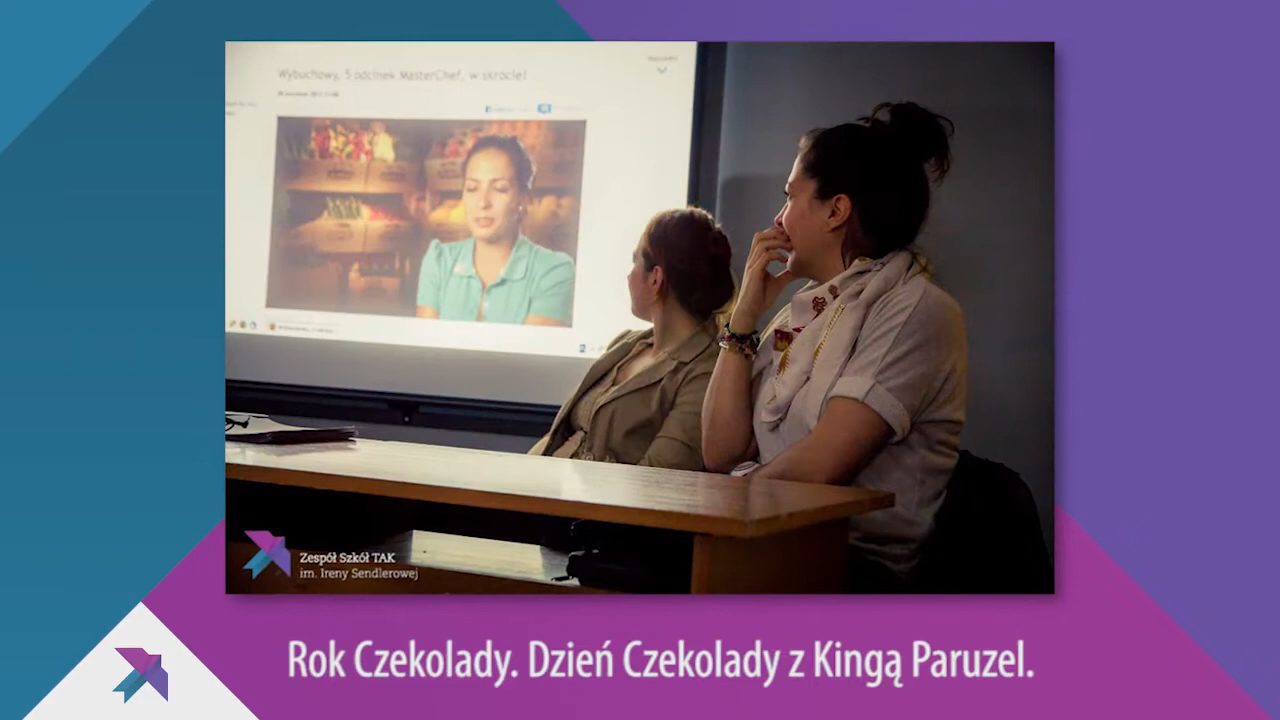 Wybuchowy, 5 odcinek MasterChef, w skrócie!
Zespół Szkół TAK
im. Ireny Sendlerowej
Rok Czekolady. Dzień Czekolady z Kingą Paruzel.